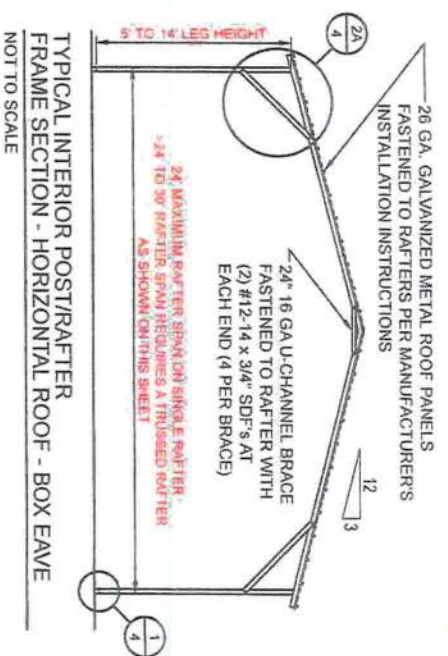 26 GA. GALVANIZED METAL ROOF PANELS
FASTENED TO RAFTERS PER MANUFACTURER'S
INSTALLATION INSTRUCTIONS
2A
4
12
3
5' TO 14' LEG HEIGHT
24" 16 GA U-CHANNEL BRACE
FASTENED TO RAFTER WITH
(2) #12-14 x 3/4" SDF's AT
EACH END (4 PER BRACE)
24' MAXIMUM RAFTER SPAN ON SINGLE RAFTER
>24' TO 30' RAFTER SPAN REQUIRES A TRUSSED RAFTER
AS SHOWN ON THIS SHEET
1
4
TYPICAL INTERIOR POST/RAFTER
FRAME SECTION - HORIZONTAL ROOF - BOX EAVE
NOT TO SCALE